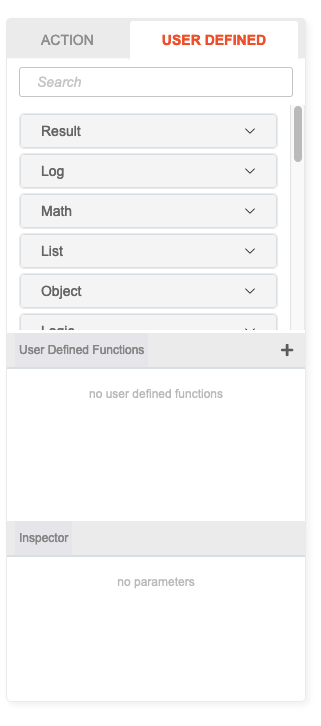 ACTION
USER DEFINED
Search
Result
Log
Math
List
Object
Logic
User Defined Functions
no user defined functions
Inspector
no parameters